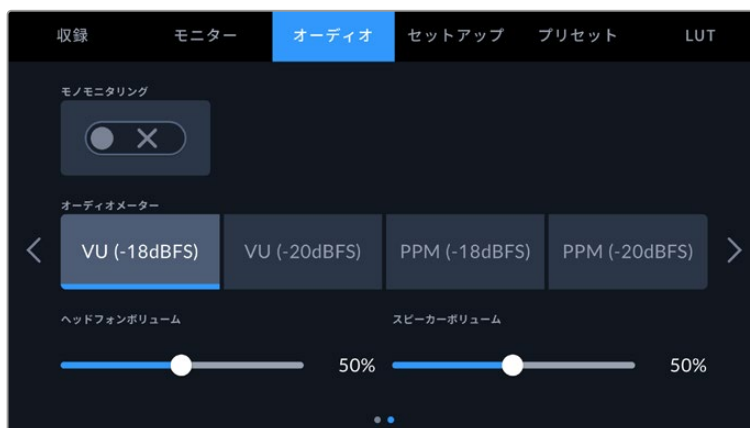 収録 モニター オーディオ セットアップ プリセット LUT
モノモニタリング
オーディオメーター
VU (-18dBFS) VU (-20dBFS) PPM (-18dBFS) PPM (-20dBFS)
ヘッドフォンボリューム スピーカーボリューム
50% 50%